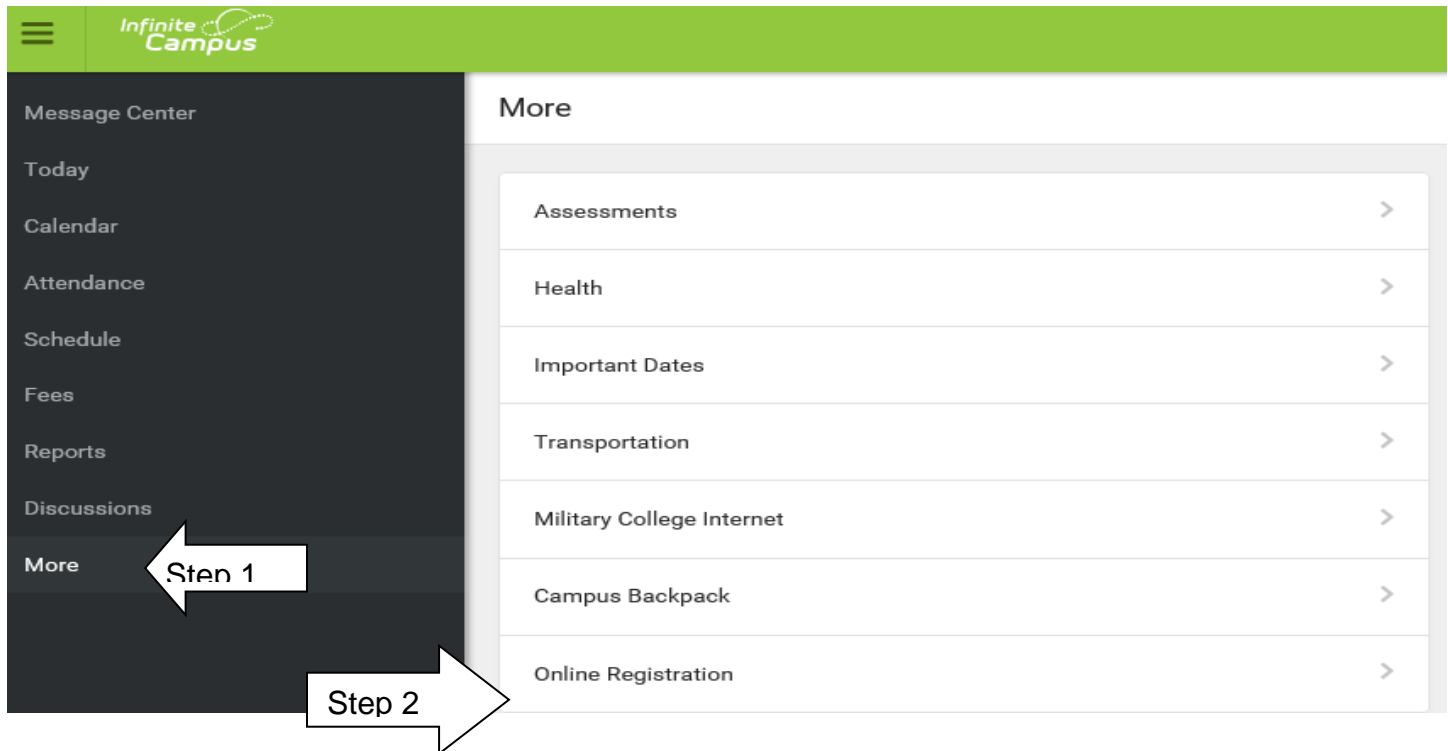 Infinite
Campus
Message Center
Today
Calendar
Attendance
Schedule
Fees
Reports
Discussions
More
Step 1
More
Assessments
Health
Important Dates
Transportation
Military College Internet
Campus Backpack
Online Registration
Step 2